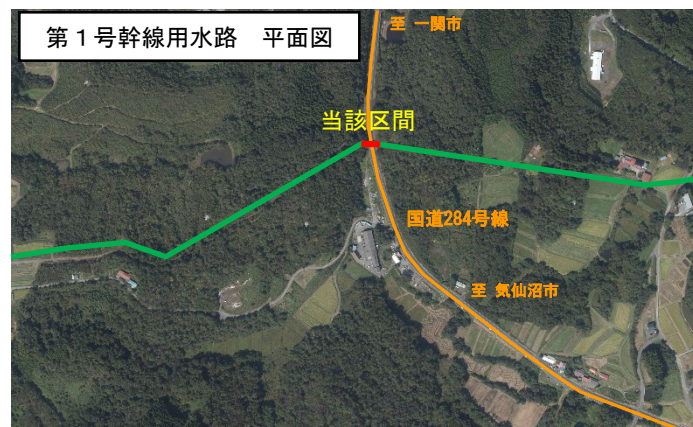 第１号幹線用水路　平面図
至 一関市
当該区間
国道284号線
至 気仙沼市